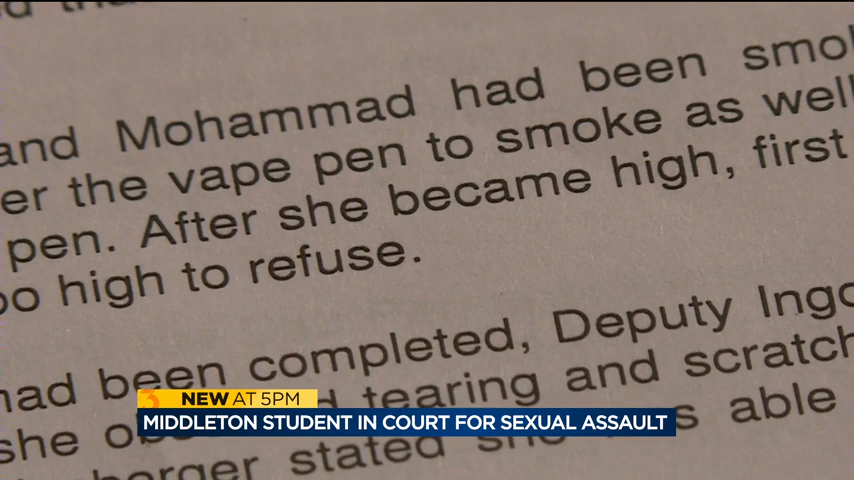 and Mohammad had been
er the vape pen to smoke as well
pen. After she became high, first
high to refuse.
had been completed, Deputy
NEW AT 5PM
she tearing and
MIDDLETON STUDENT IN COURT FOR SEXUAL ASSAULT
stated able